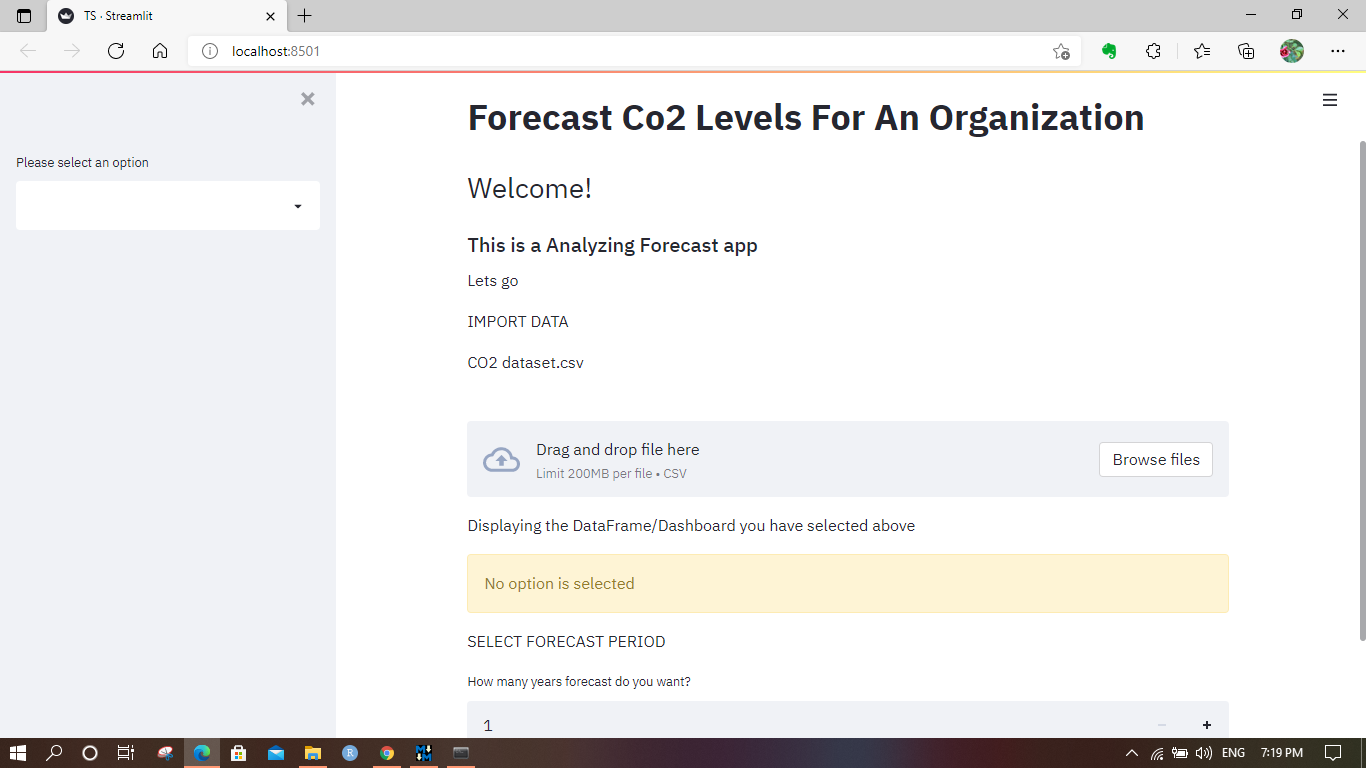 TS · Streamlit
localhost:8501
Please select an option
Forecast Co2 Levels For An Organization
Welcome!
This is a Analyzing Forecast app
Lets go
IMPORT DATA
CO2 dataset.csv
Drag and drop file here
Limit 200MB per file • CSV
Browse files
Displaying the DataFrame/Dashboard you have selected above
No option is selected
SELECT FORECAST PERIOD
How many years forecast do you want?
1
R
ENG
7:19 PM